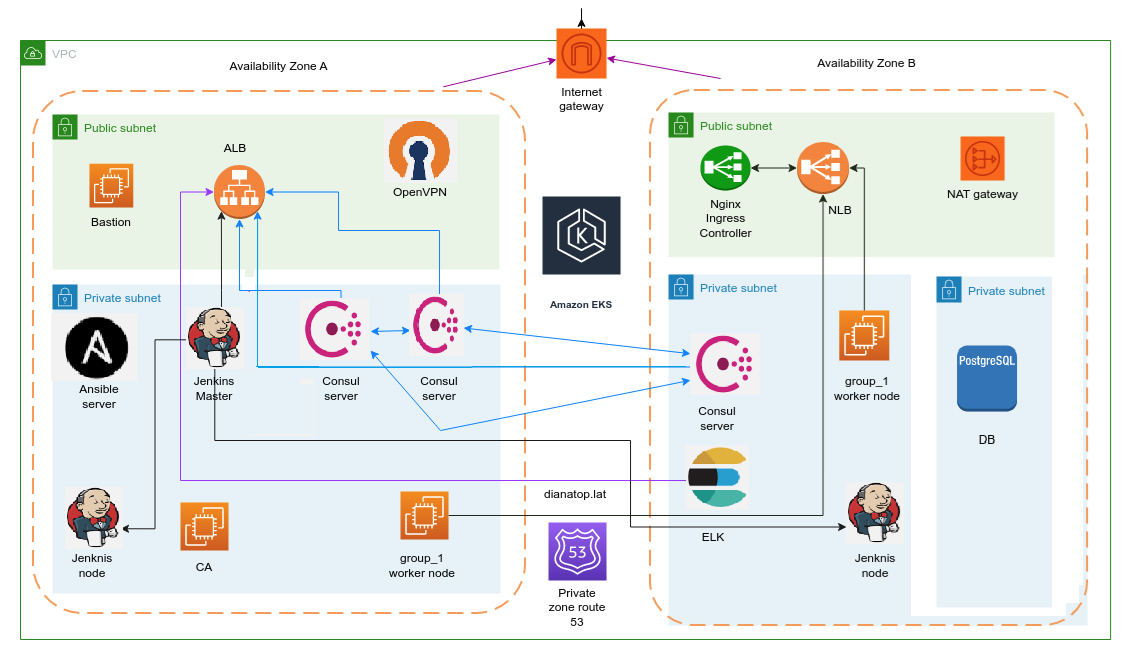 VPC
Availability Zone A
Internet
gateway
Availability Zone B
Public subnet
ALB
Bastion
OpenVPN
Public subnet
Nginx
Ingress
Controller
NLB
NAT gateway
K
Amazon EKS
Private subnet
Ansible
server
Jenkins
Master
Consul
server
Consul
server
Jenknis
node
CA
group_1
worker node
dianatop.lat
53
Private
zone route
53
Private subnet
Consul
server
group_1
worker node
ELK
Jenknis
node
Private subnet
PostgreSQL
DB